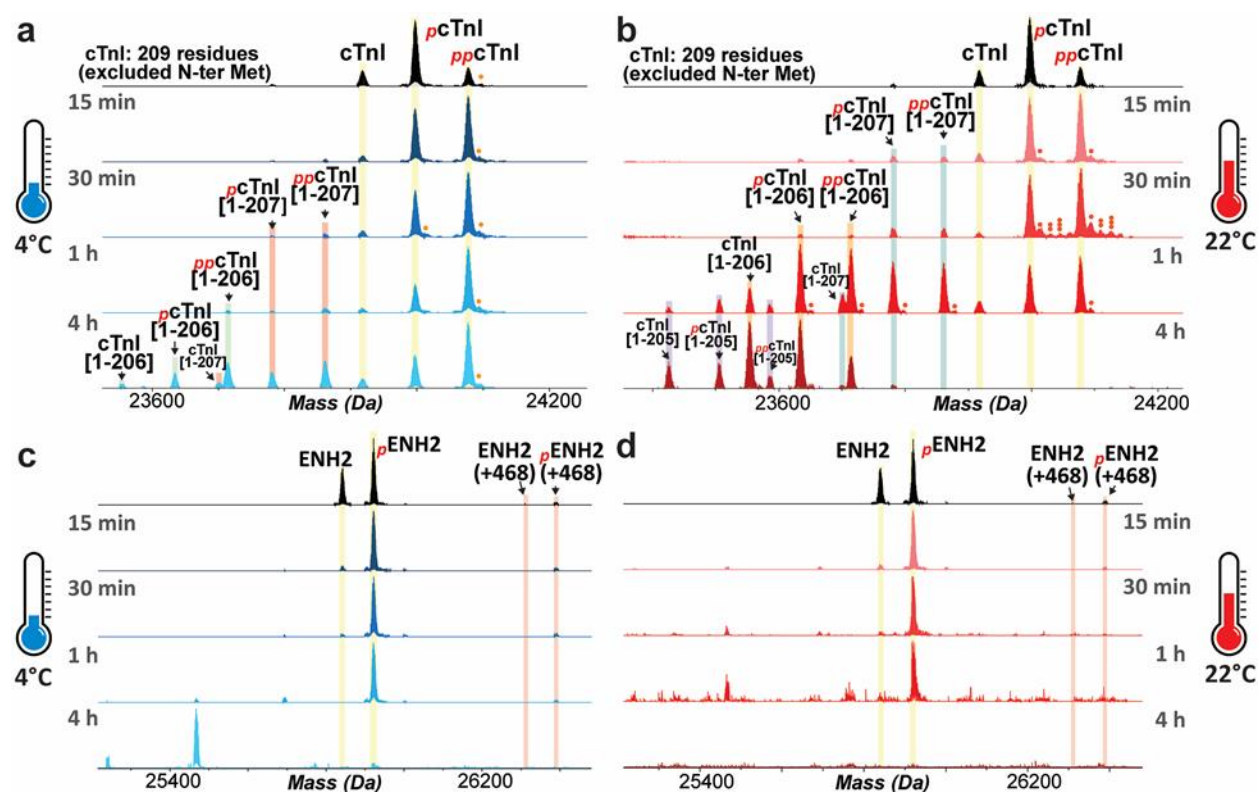 a
cTnI: 209 residues
(excluded N-ter Met)
cTnI
pcTnI
ppcTnI
15 min
30 min
1 h
4 h
4°C
pcTnI
[1-207]
ppcTnI
[1-207]
ppcTnI
[1-206]
pcTnI
[1-206]
cTnI
[1-206]
cTnI
[1-207]
23600
Mass (Da)
24200
b
cTnI: 209 residues
(excluded N-ter Met)
cTnI
pcTnI
ppcTnI
15 min
30 min
1 h
4 h
22°C
pcTnI
[1-207]
ppcTnI
[1-207]
pcTnI
[1-206]
ppcTnI
[1-206]
cTnI
[1-206]
cTnI
[1-207]
cTnI
[1-205]
pcTnI
[1-205]
ppcTnI
[1-205]
23600
Mass (Da)
24200
c
ENH2
pENH2
ENH2
(+468)
pENH2
(+468)
15 min
30 min
1 h
4 h
4°C
25400
Mass (Da)
26200
d
ENH2
pENH2
ENH2
(+468)
pENH2
(+468)
15 min
30 min
1 h
4 h
22°C
25400
Mass (Da)
26200